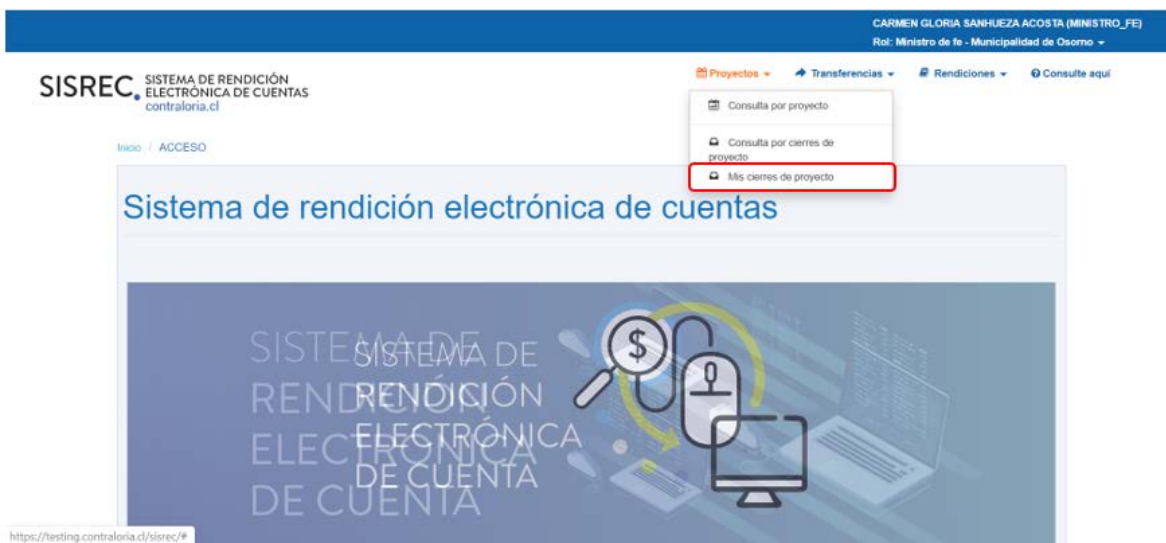 CARMEN GLORIA SANHUEZA ACOSTA (MINISTRO_FE)
Rol: Ministro de fe - Municipalidad de Osorno
SISREC. SISTEMA DE RENDICIÓN
ELECTRÓNICA DE CUENTAS
contraloria.cl
Proyectos Transferencias Rendiciones Consulte aquí
Consulta por proyecto
Consulta por cierres de
proyecto
Mis cierres de proyecto
Inicio / ACCESO
Sistema de rendición electrónica de cuentas
SISTEMA DE
RENDICIÓN
ELECTRÓNICA
DE CUENTA
SISTEMA DE
RENDICIÓN
ELECTRÓNICA
DE CUENTA
$
https://testing.contraloria.cl/sisrec/#